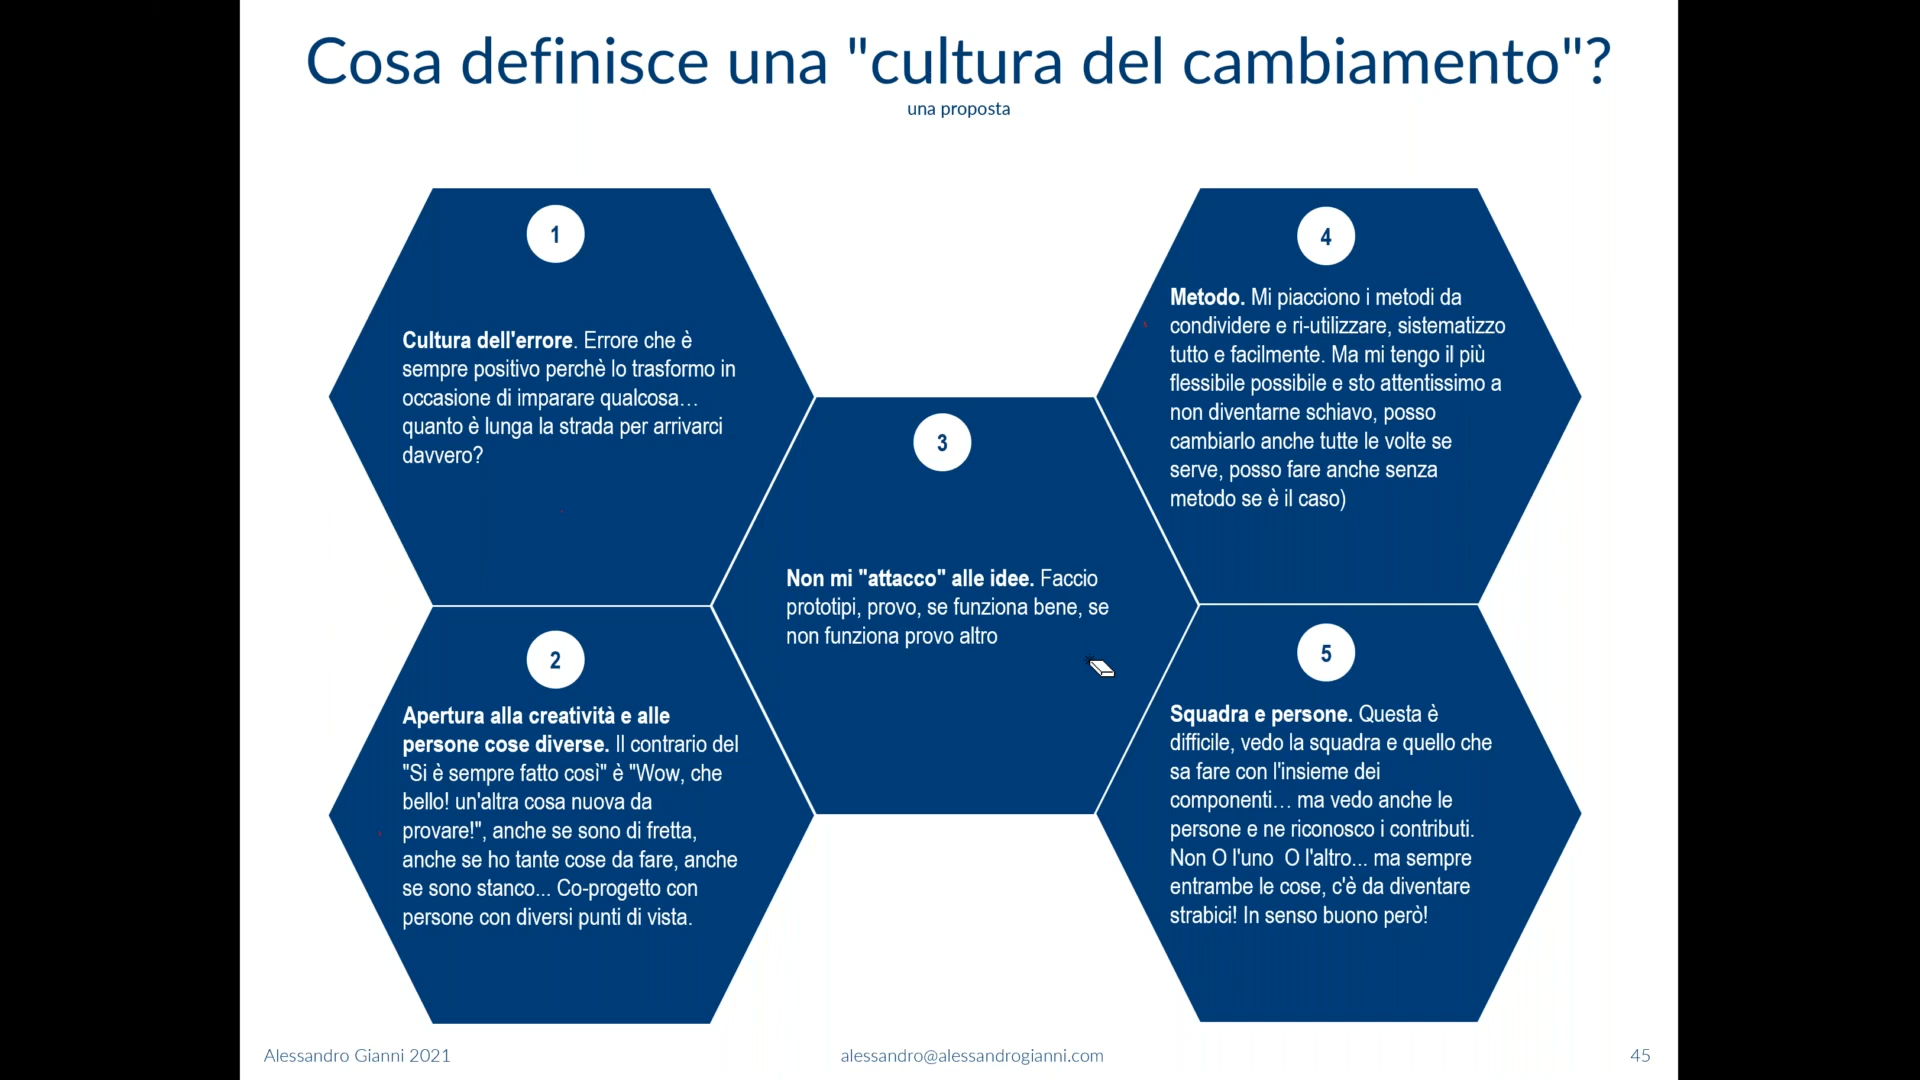 Cosa definisce una "cultura del cambiamento"?
una proposta
1
Cultura dell'errore. Errore che è
sempre positivo perchè lo trasformo in
occasione di imparare qualcosa…
quanto è lunga la strada per arrivarci
davvero?
2
Apertura alla creatività e alle
persone cose diverse. Il contrario del
"Si è sempre fatto così" è "Wow, che
bello! un'altra cosa nuova da
provare!", anche se sono di fretta,
anche se ho tante cose da fare, anche
se sono stanco... Co-progetto con
persone con diversi punti di vista.
3
Non mi "attacco" alle idee. Faccio
prototipi, provo, se funziona bene, se
non funziona provo altro
4
Metodo. Mi piacciono i metodi da
condividere e ri-utilizzare, sistematizzo
tutto e facilmente. Ma mi tengo il più
flessibile possibile e sto attentissimo a
non diventarne schiavo, posso
cambiarlo anche tutte le volte se
serve, posso fare anche senza
metodo se è il caso)
5
Squadra e persone. Questa è
difficile, vedo la squadra e quello che
sa fare con l'insieme dei
componenti… ma vedo anche le
persone e ne riconosco i contributi.
Non O l'uno  O l'altro... ma sempre
entrambe le cose, c'è da diventare
strabici! In senso buono però!
Alessandro Gianni 2021
alessandro@alessandrogianni.com
45